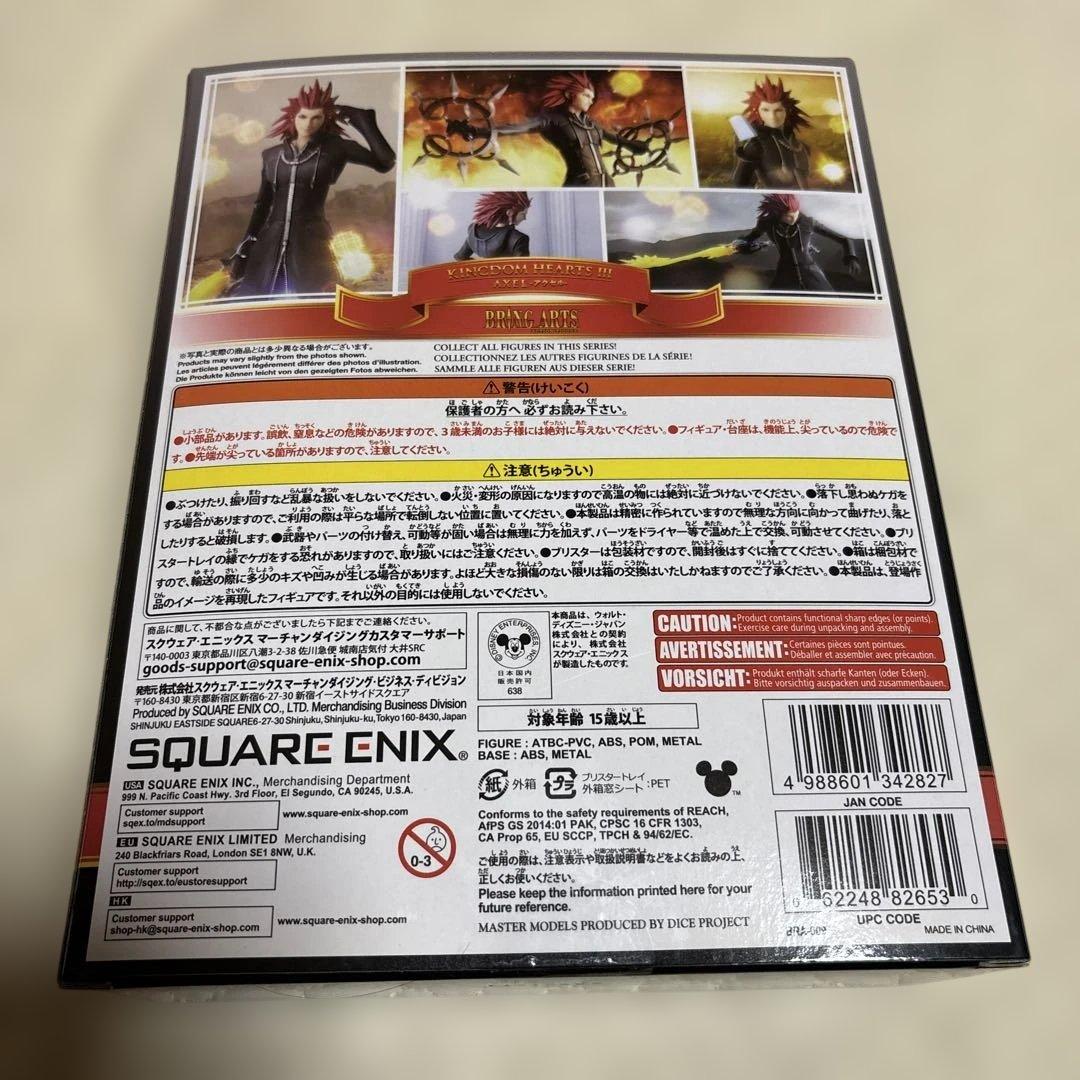 KINGDOM HEARTS III
AXEL -アクセル-
BRING ARTS
ACTION FIGURE
※写真と実際の商品とは多少異なる場合がございます。
Products may vary slightly from the photos shown.
Les articles peuvent légèrement différer des photos d'illustration.
Die Produkte können leicht von den gezeigten Fotos abweichen.
COLLECT ALL FIGURES IN THIS SERIES!
COLLECTIONNEZ LES AUTRES FIGURINES DE LA SÉRIE!
SAMMLE ALLE FIGUREN AUS DIESER SERIE!
⚠警告(けいこく)
保護者の方へ 必ずお読み下さい。
●小部品があります。誤飲、窒息などの危険がありますので、3歳未満のお子様には絶対に与えないでください。●フィギュア・台座は、機能上、尖っているので危険で
す。●先端が尖っている箇所がありますので、注意してください。
⚠注意(ちゅうい)
●ぶつけたり、振り回すなど乱暴な扱いをしないでください。●火災・変形の原因になりますので高温の物には絶対に近づけないでください。●落下し思わぬケガを
する場合がありますので、ご利用の際は平らな場所で転倒しない位置に置いてください。●本製品は精密に作られていますので無理な方向に向かって曲げたり、落と
したりすると破損します。●武器やパーツの付け替え、可動等が固い場合は無理に力を加えず、パーツをドライヤー等で温めた上で交換、可動させてください。●ブリ
スタートレイの縁でケガをする恐れがありますので、取り扱いにはご注意ください。●ブリスターは包装材ですので、開封後はすぐに捨ててください。●箱は梱包材で
すので、輸送の際に多少のキズや凹みが生じる場合があります。よほど大きな損傷のない限りは箱の交換はいたしかねますのでご了承ください。●本製品は、登場作
品のイメージを再現したフィギュアです。それ以外の目的には使用しないでください。
商品に関して、不都合な点がございましたら下記までご連絡ください。
スクウェア・エニックス マーチャンダイジングカスタマーサポート
〒140-0003 東京都品川区八潮3-2-38 佐川急便 城南店気付 大井SRC
goods-support@square-enix-shop.com
発売元 株式会社スクウェア・エニックス マーチャンダイジング・ビジネス・ディビジョン
〒160-8430 東京都新宿区新宿6-27-30 新宿イーストサイドスクエア
Produced by SQUARE ENIX CO., LTD. Merchandising Business Division
SHINJUKU EASTSIDE SQUARE6-27-30 Shinjuku, Shinjuku-ku,Tokyo 160-8430, Japan
SQUARE ENIX®
USA SQUARE ENIX INC., Merchandising Department
999 N. Pacific Coast Hwy. 3rd Floor, El Segundo, CA 90245, U.S.A.
Customer support
sqex.to/mdsupport
www.square-enix-shop.com
EU SQUARE ENIX LIMITED Merchandising
240 Blackfriars Road, London SE1 8NW, U.K.
Customer support
http://sqex.to/eustoresupport
HK
Customer support
shop-hk@square-enix-shop.com
www.square-enix-shop.com
0-3
©DISNEY ENTERPRISES, INC.
日本国内
販売許可
638
本商品は、ウォルト・
ディズニー・ジャパン
株式会社との契約
により、株式会社
スクウェア・エニックス
が製造したものです。
対象年齢 15歳以上
FIGURE : ATBC-PVC, ABS, POM, METAL
BASE : ABS, METAL
紙 外箱
プラ ブリスタートレイ
外箱窓シート :PET
TM
Conforms to the safety requirements of REACH,
AfPS GS 2014:01 PAK, CPSC 16 CFR 1303,
CA Prop 65, EU SCCP, TPCH & 94/62/EC.
ご使用の際は、注意表示や取扱説明書などをよくお読みの上、
正しくお使いください。
Please keep the information printed here for your
future reference.
MASTER MODELS PRODUCED BY DICE PROJECT
CAUTION: Product contains functional sharp edges (or points).
Exercise care during unpacking and assembly.
AVERTISSEMENT: Certaines pièces sont pointues.
Déballer et assembler avec précaution.
VORSICHT: Produkt enthält scharfe Kanten (oder Ecken).
Bitte vorsichtig auspacken und zusammenbauen.
4 988601 342827
JAN CODE
6 62248 82653 0
UPC CODE
BRA-009
MADE IN CHINA